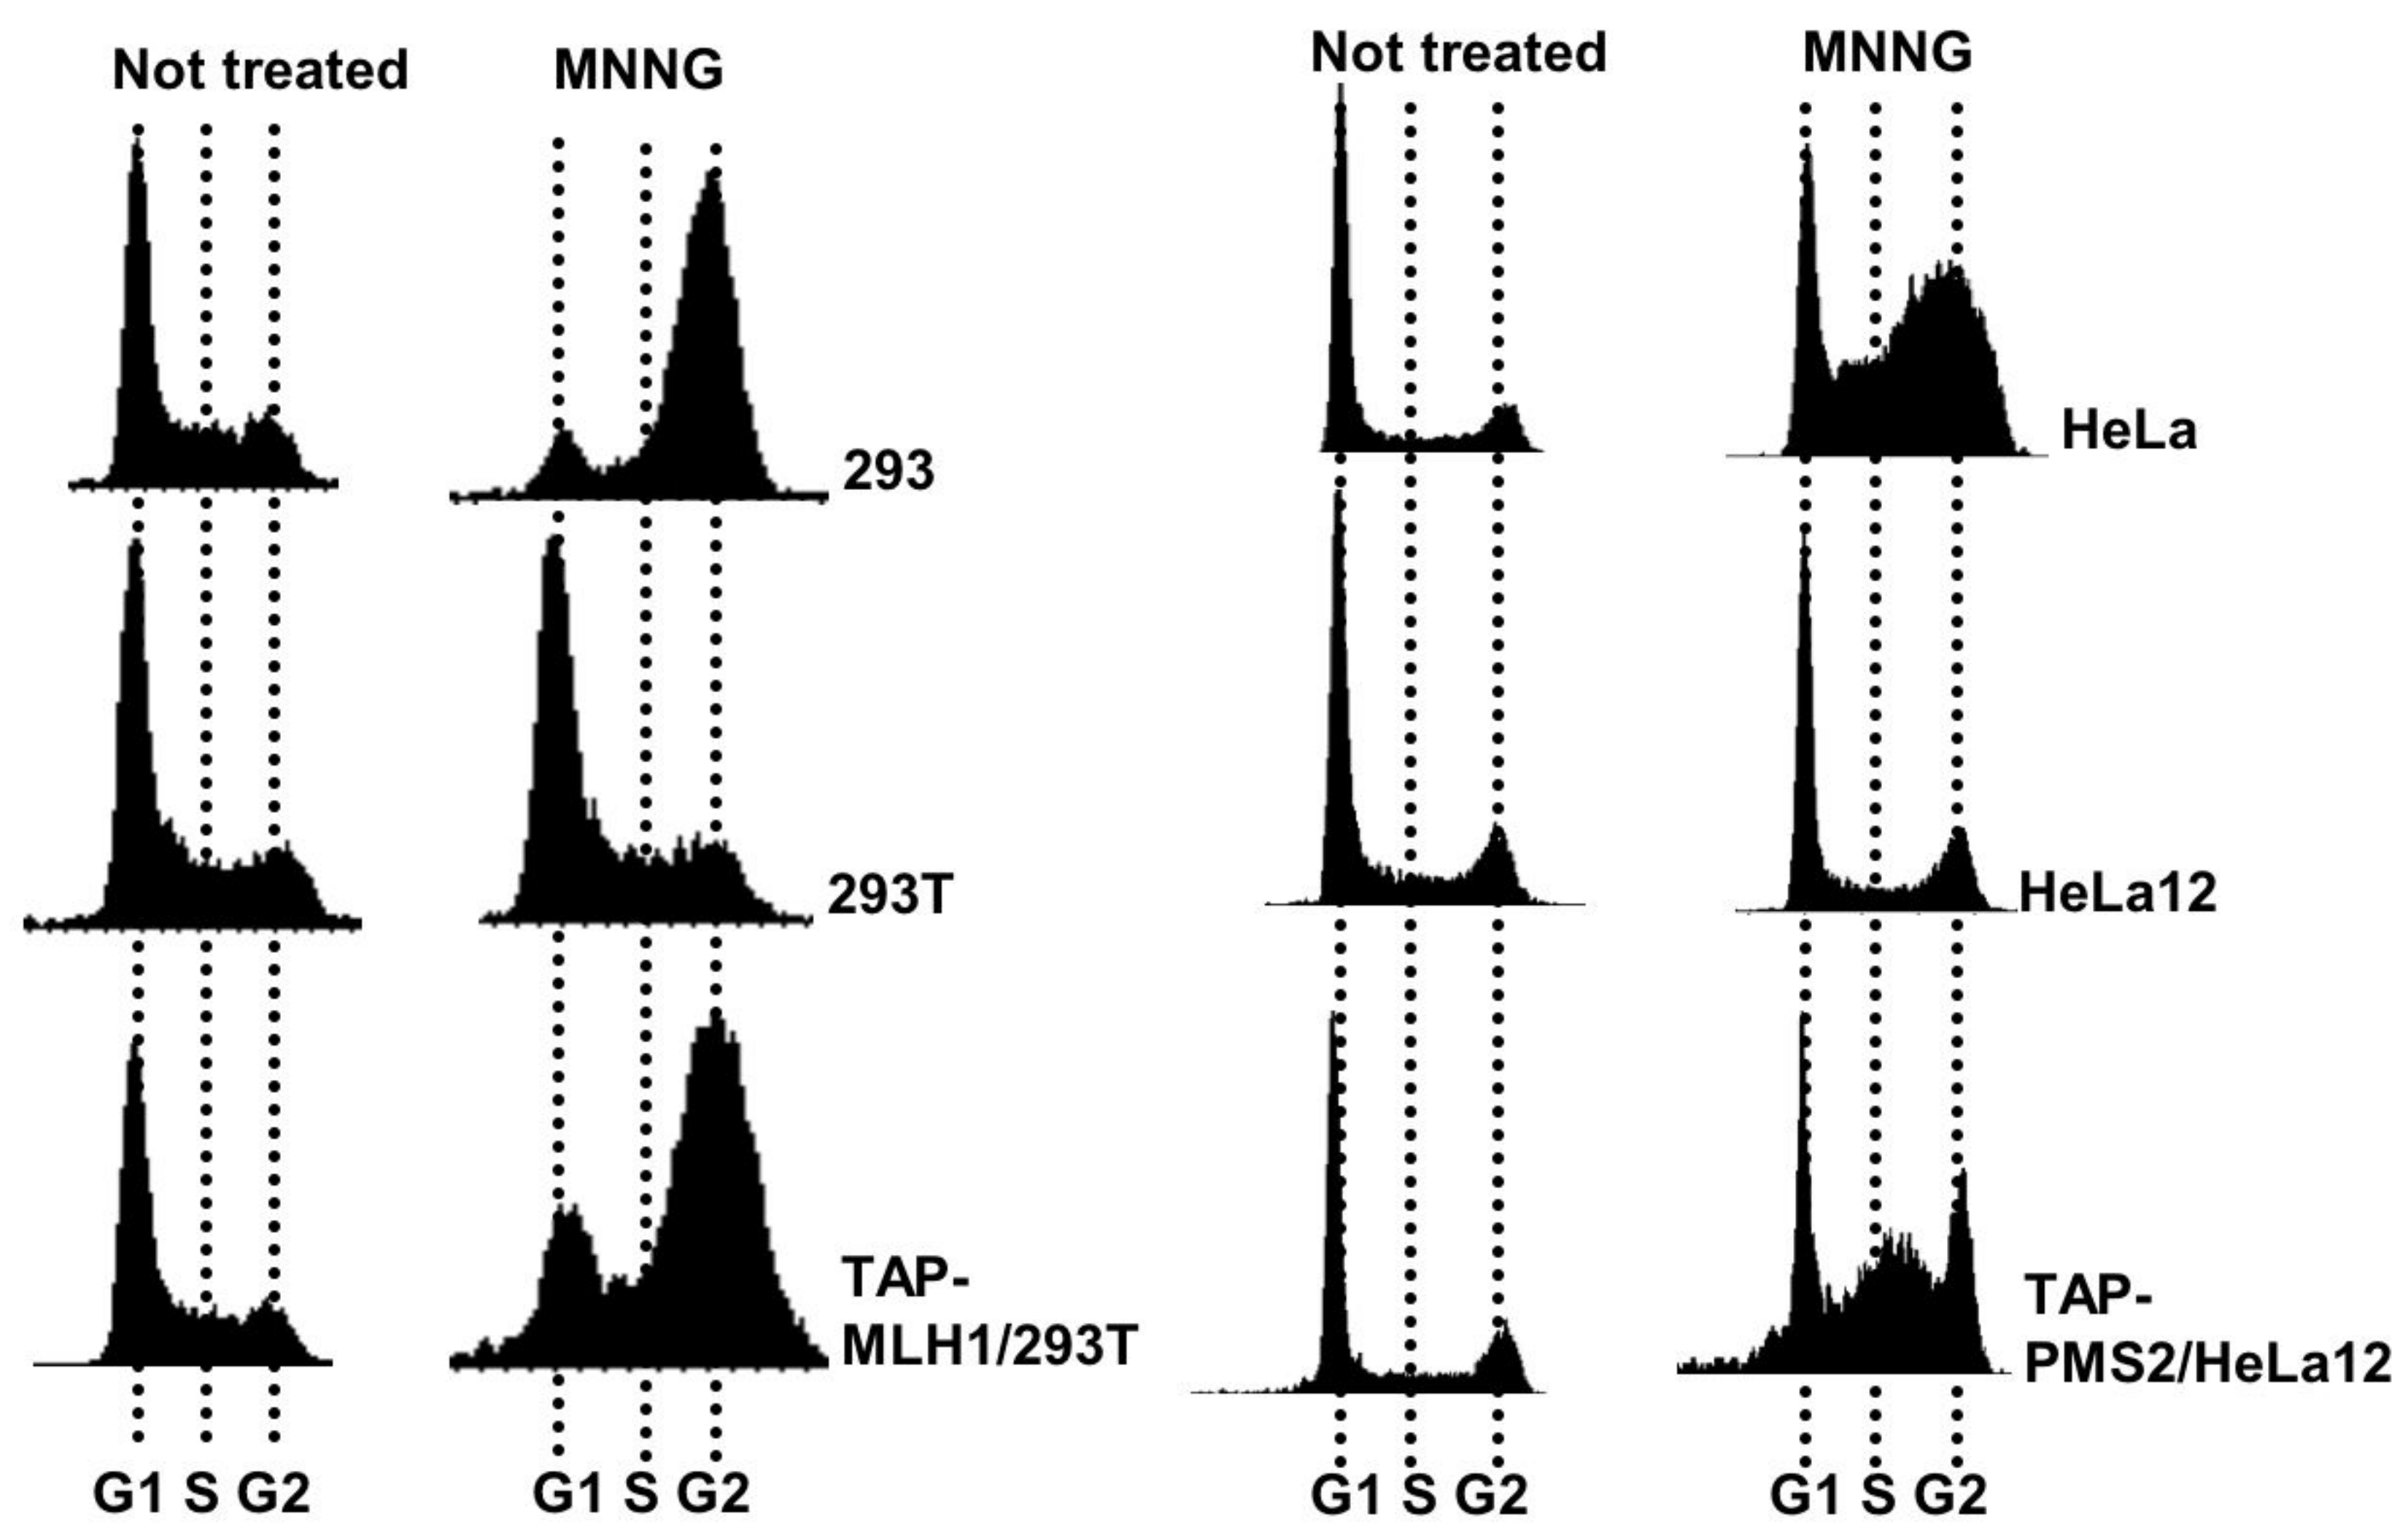 Not treated
MNNG
Not treated
MNNG
293
HeLa
293T
HeLa12
TAP-
MLH1/293T
TAP-
PMS2/HeLa12
G1 S G2
G1 S G2
G1 S G2
G1 S G2